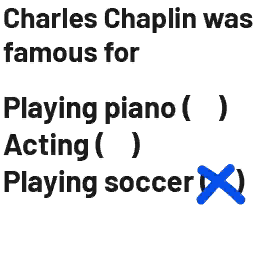 Charles Chaplin was
famous for
Playing piano (   )
Acting (   )
Playing soccer ( X )